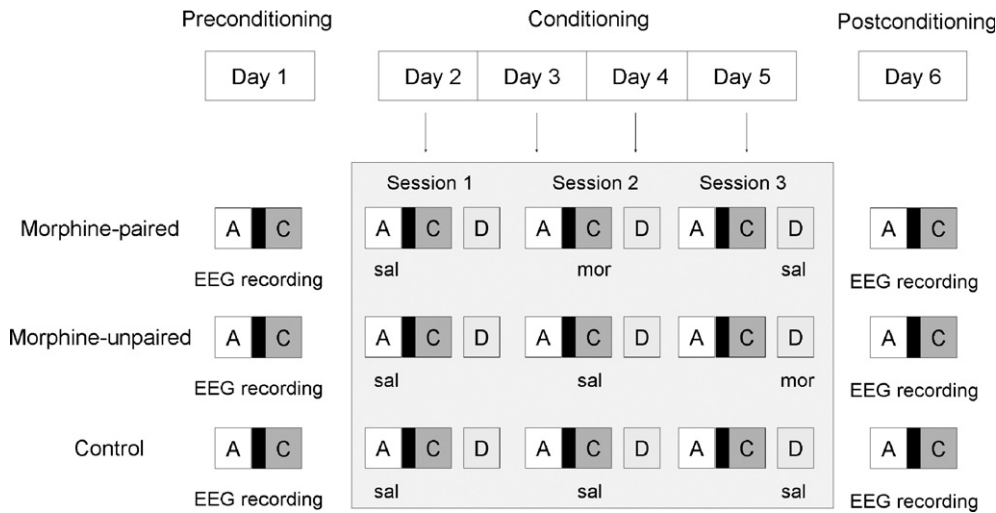 Preconditioning Conditioning Postconditioning
Day 1 Day 2 Day 3 Day 4 Day 5 Day 6
Session 1 Session 2 Session 3
Morphine-paired A C A C D A C D A C D A C
EEG recording sal mor sal EEG recording
Morphine-unpaired A C A C D A C D A C D A C
EEG recording sal sal mor EEG recording
Control A C A C D A C D A C D A C
EEG recording sal sal sal EEG recording